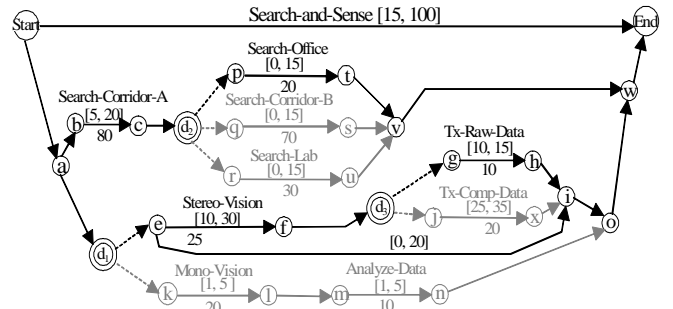 Search-and-Sense [15, 100]
Start
End
Search-Office
[0, 15]
p
20
t
Search-Corridor-A
[5, 20]
b
80
c
d2
Search-Corridor-B
[0, 15]
q
70
s
v
w
Search-Lab
[0, 15]
r
30
u
a
Tx-Raw-Data
[10, 15]
g
10
h
Stereo-Vision
[10, 30]
e
25
f
d3
Tx-Comp-Data
[25, 35]
j
20
x
i
o
[0, 20]
d1
Mono-Vision
[1, 5]
k
20
l
Analyze-Data
[1, 5]
m
10
n